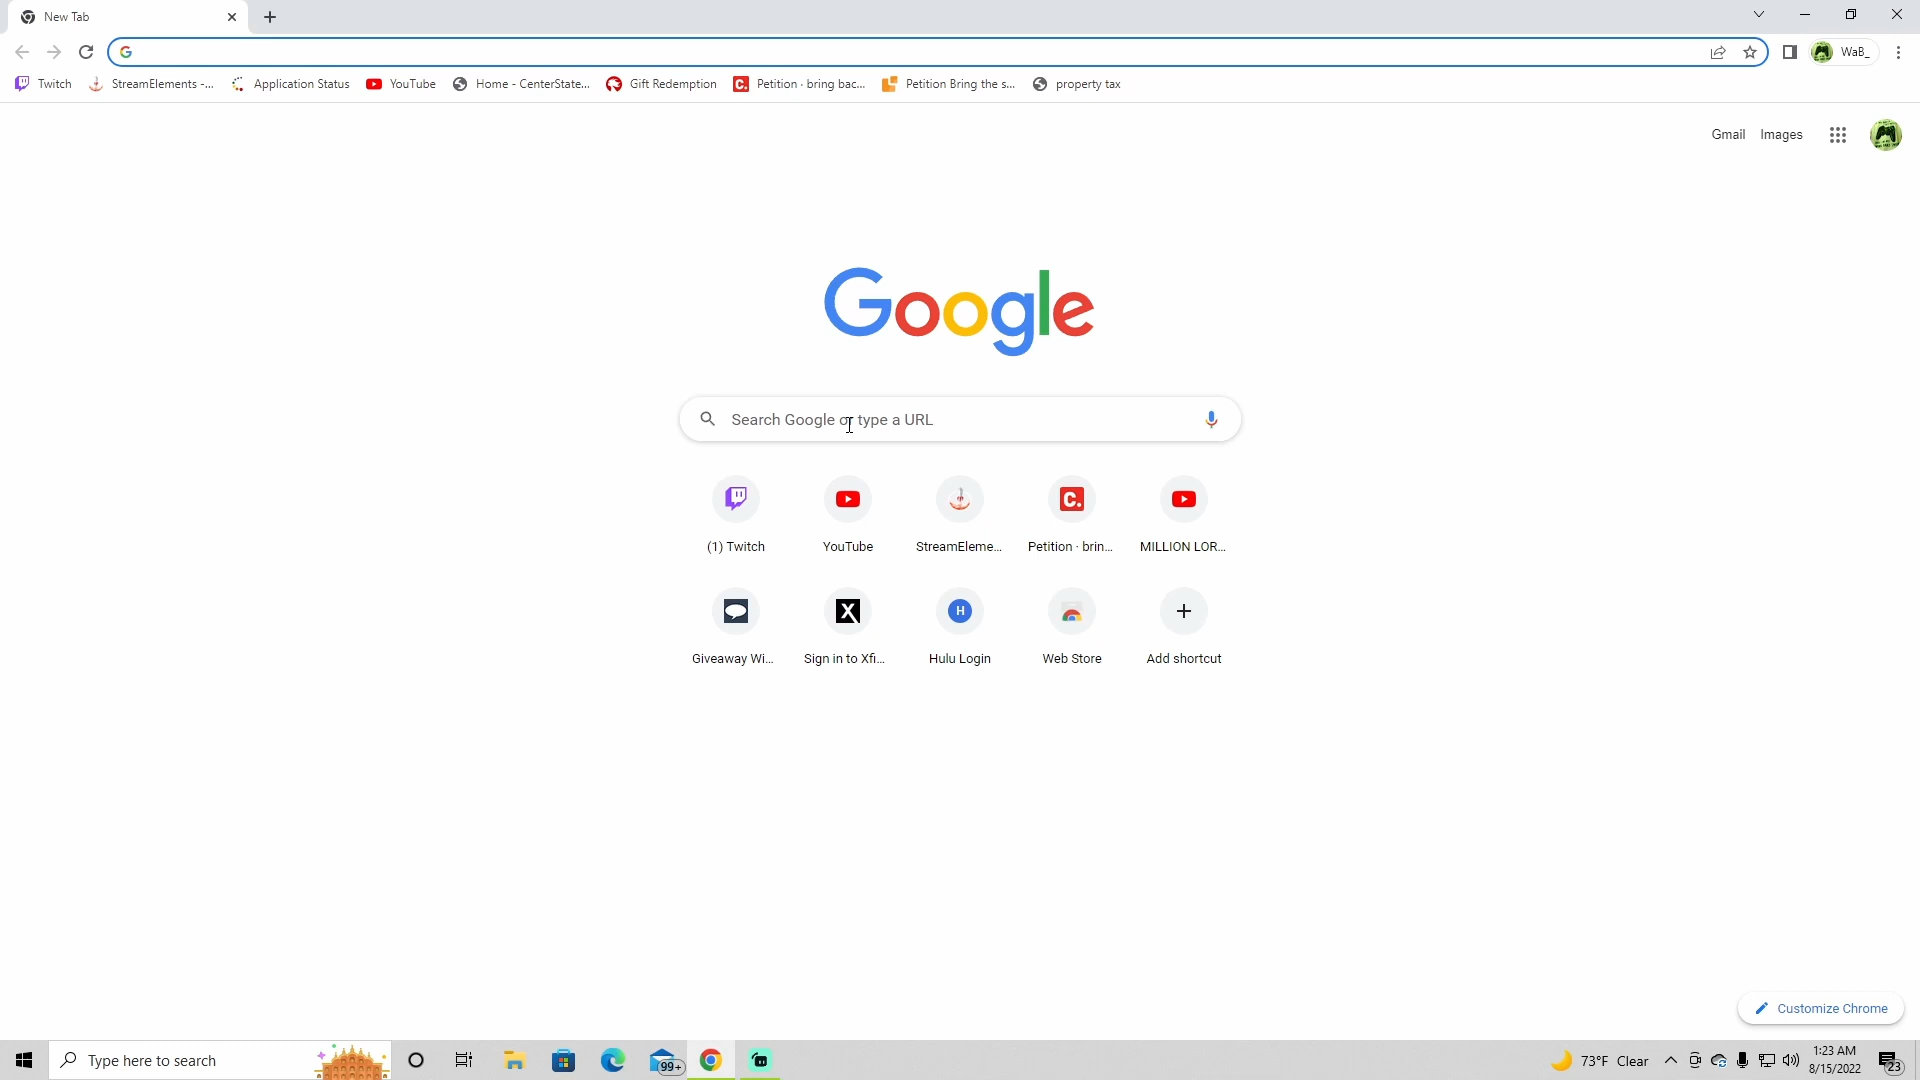 New Tab
WaB_
Twitch StreamElements -... Application Status YouTube Home - CenterState... Gift Redemption Petition · bring bac... Petition Bring the s... property tax
Gmail Images
Google
Search Google or type a URL
(1) Twitch YouTube StreamEleme... Petition · brin... MILLION LOR...
H
Giveaway Wi... Sign in to Xfi... Hulu Login Web Store Add shortcut
Customize Chrome
Type here to search 99+ 73°F Clear 1:23 AM
8/15/2022 23